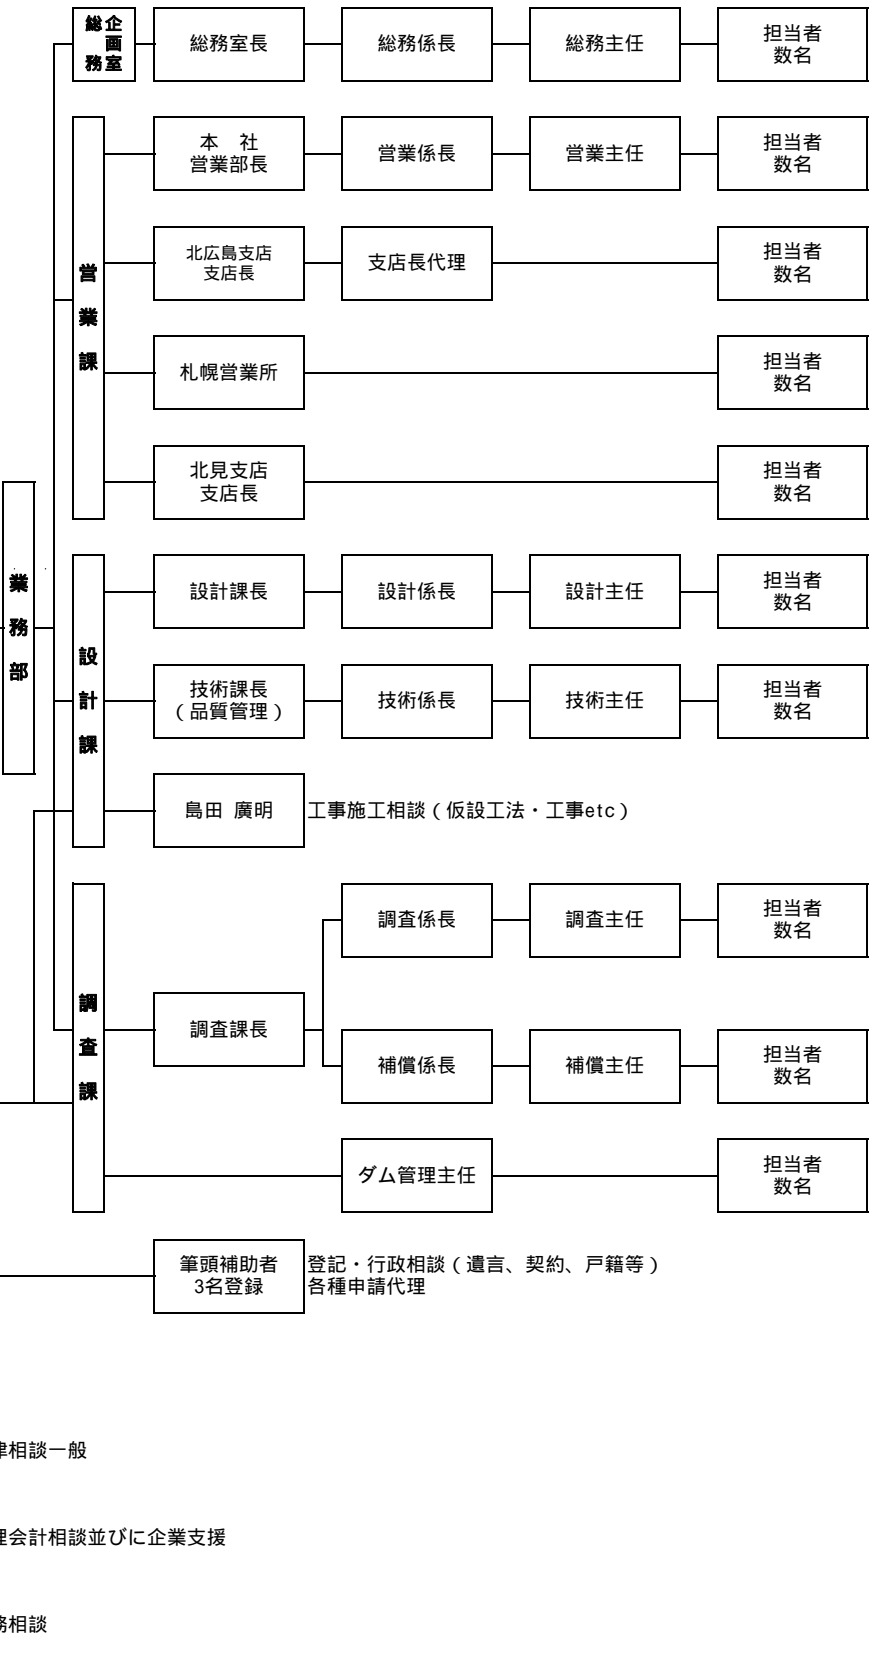 総務
企画室
総務室長
総務係長
総務主任
担当者
数名
営業課
本　社
営業部長
営業係長
営業主任
担当者
数名
北広島支店
支店長
支店長代理
担当者
数名
札幌営業所
担当者
数名
北見支店
支店長
担当者
数名
業務部
設計課
設計課長
設計係長
設計主任
担当者
数名
技術課長
（品質管理）
技術係長
技術主任
担当者
数名
島田 廣明
工事施工相談（仮設工法・工事etc）
調査課
調査課長
調査係長
調査主任
担当者
数名
補償係長
補償主任
担当者
数名
ダム管理主任
担当者
数名
筆頭補助者
3名登録
登記・行政相談（遺言、契約、戸籍等）
各種申請代理
相談一般
会計相談並びに企業支援
相談